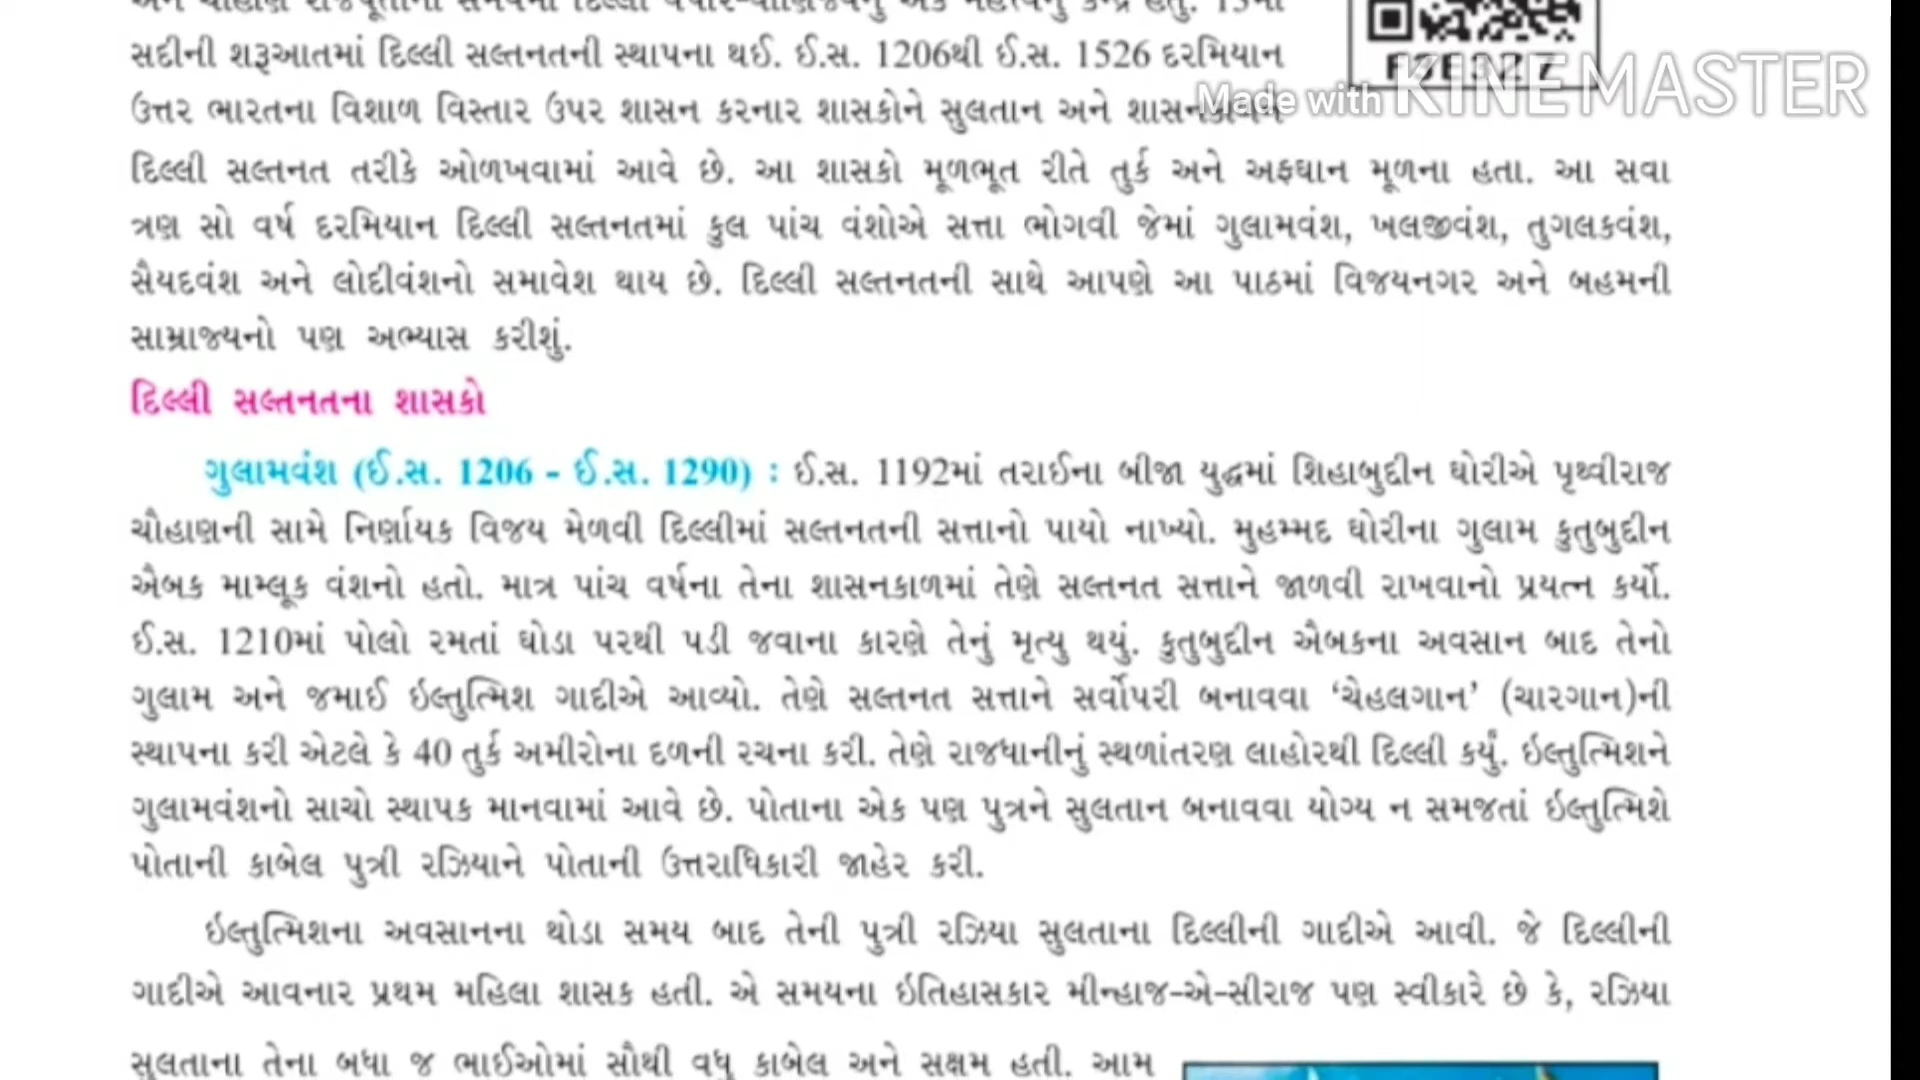 અને ચૌહાણ રાજપૂતોના સમયમાં દિલ્લી વેપાર-વાણિજ્યનું એક મહત્ત્વનું કેન્દ્ર હતું. 13મી
સદીની શરૂઆતમાં દિલ્લી સલ્તનતની સ્થાપના થઈ. ઈ.સ. 1206થી ઈ.સ. 1526 દરમિયાન
ઉત્તર ભારતના વિશાળ વિસ્તાર ઉપર શાસન કરનાર શાસકોને સુલતાન અને
Made with KINEMASTER
દિલ્લી સલ્તનત તરીકે ઓળખવામાં આવે છે. આ શાસકો મૂળભૂત રીતે તુર્ક અને અફઘાન મૂળના હતા. આ સવા
ત્રણ સો વર્ષ દરમિયાન દિલ્લી સલ્તનતમાં કુલ પાંચ વંશોએ સત્તા ભોગવી જેમાં ગુલામવંશ, ખલજીવંશ, તુગલકવંશ,
સૈયદવંશ અને લોદીવંશનો સમાવેશ થાય છે. દિલ્લી સલ્તનતની સાથે આપણે આ પાઠમાં વિજયનગર અને બહમની
સામ્રાજ્યનો પણ અભ્યાસ કરીશું.
દિલ્લી સલ્તનતના શાસકો
ગુલામવંશ (ઈ.સ. 1206 - ઈ.સ. 1290) : ઈ.સ. 1192માં તરાઈના બીજા યુદ્ધમાં શિહાબુદ્દીન ઘોરીએ પૃથ્વીરાજ
ચૌહાણની સામે નિર્ણાયક વિજય મેળવી દિલ્લીમાં સલ્તનતની સત્તાનો પાયો નાખ્યો. મુહમ્મદ ઘોરીના ગુલામ કુતુબુદ્દીન
ઐબક મામ્લૂક વંશનો હતો. માત્ર પાંચ વર્ષના તેના શાસનકાળમાં તેણે સલ્તનત સત્તાને જાળવી રાખવાનો પ્રયત્ન કર્યો.
ઈ.સ. 1210માં પોલો રમતાં ઘોડા પરથી પડી જવાના કારણે તેનું મૃત્યુ થયું. કુતુબુદ્દીન ઐબકના અવસાન બાદ તેનો
ગુલામ અને જમાઈ ઇલ્તુત્મિશ ગાદીએ આવ્યો. તેણે સલ્તનત સત્તાને સર્વોપરી બનાવવા ‘ચેહલગાન’ (ચારગાન)ની
સ્થાપના કરી એટલે કે 40 તુર્ક અમીરોના દળની રચના કરી. તેણે રાજધાનીનું સ્થળાંતરણ લાહોરથી દિલ્લી કર્યું. ઇલ્તુત્મિશને
ગુલામવંશનો સાચો સ્થાપક માનવામાં આવે છે. પોતાના એક પણ પુત્રને સુલતાન બનાવવા યોગ્ય ન સમજતાં ઇલ્તુત્મિશે
પોતાની કાબેલ પુત્રી રઝિયાને પોતાની ઉત્તરાધિકારી જાહેર કરી.
ઇલ્તુત્મિશના અવસાનના થોડા સમય બાદ તેની પુત્રી રઝિયા સુલતાના દિલ્લીની ગાદીએ આવી. જે દિલ્લીની
ગાદીએ આવનાર પ્રથમ મહિલા શાસક હતી. એ સમયના ઇતિહાસકાર મીન્હાજ-એ-સીરાજ પણ સ્વીકારે છે કે, રઝિયા
સુલતાના તેના બધા જ ભાઈઓમાં સૌથી વધુ કાબેલ અને સક્ષમ હતી. આમ